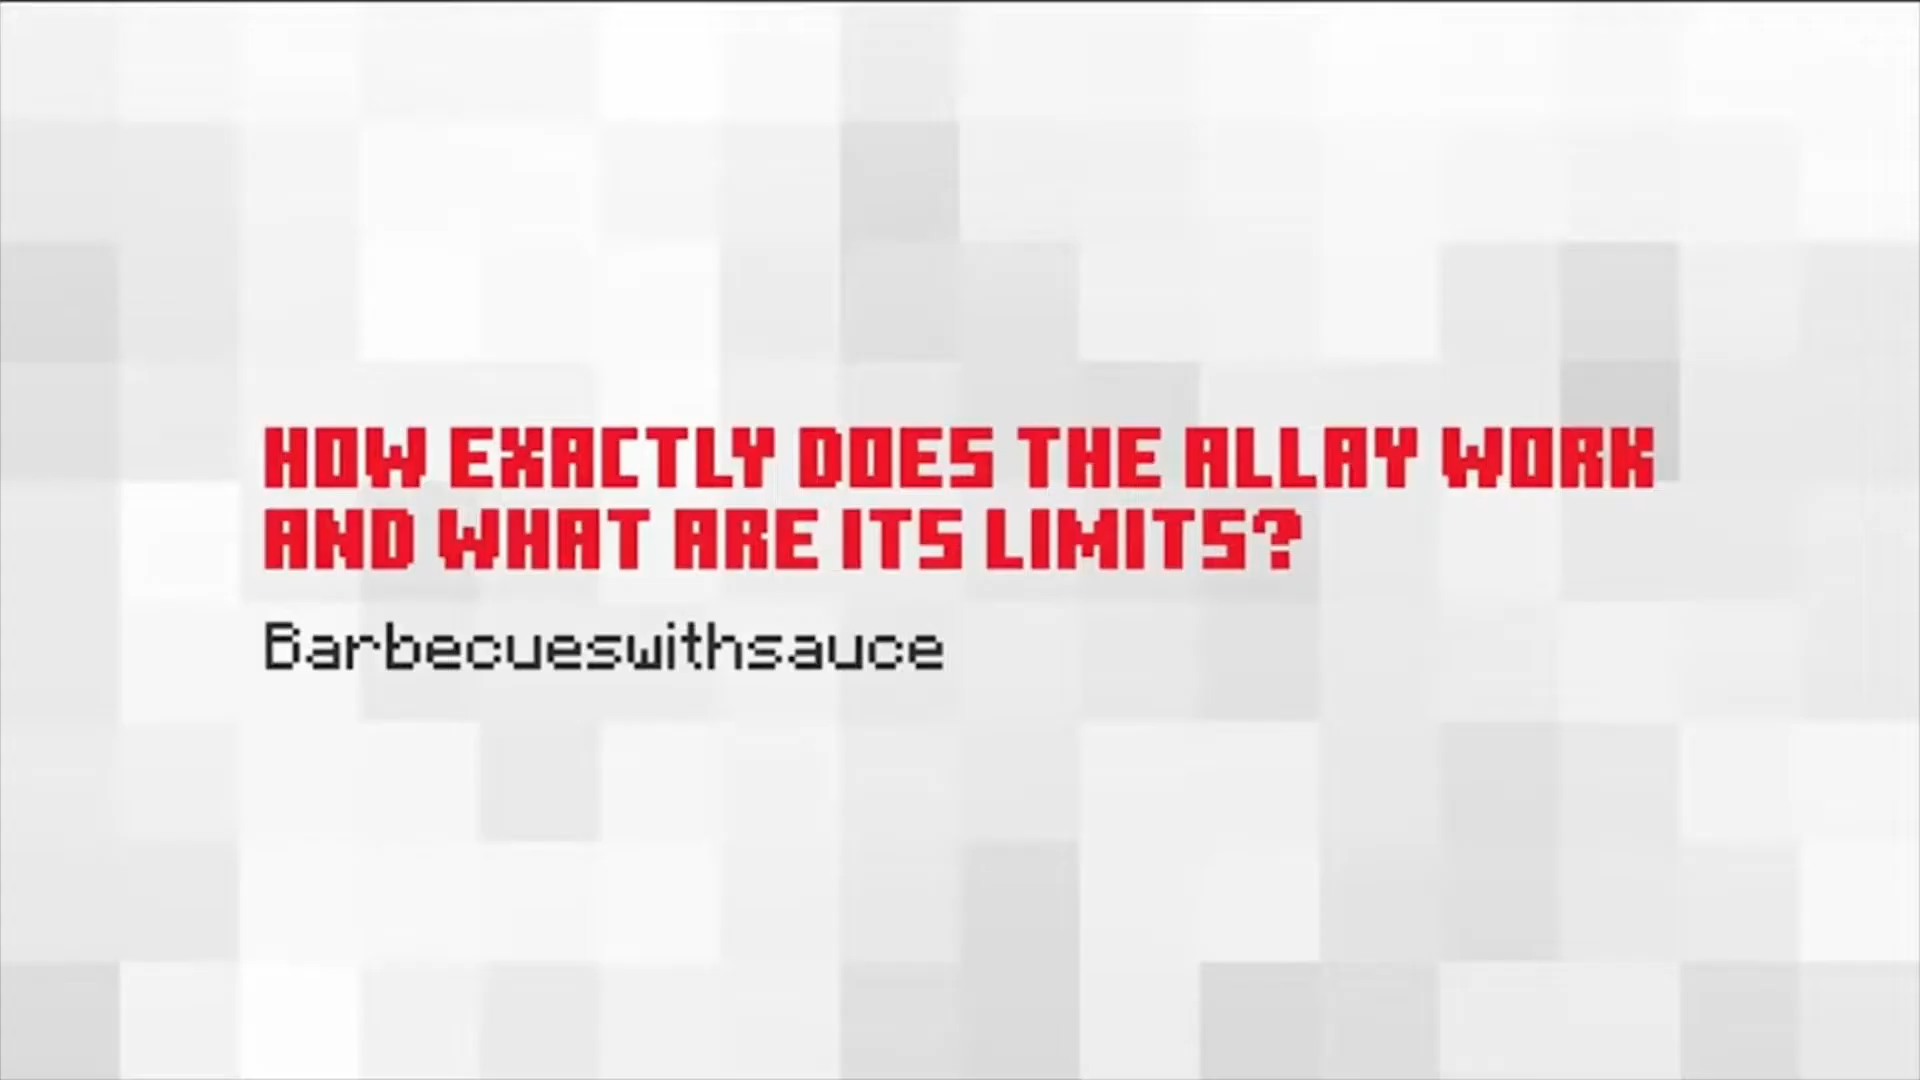 HOW EXACTLY DOES THE ALLAY WORK
AND WHAT ARE ITS LIMITS?
Barbecueswithsauce